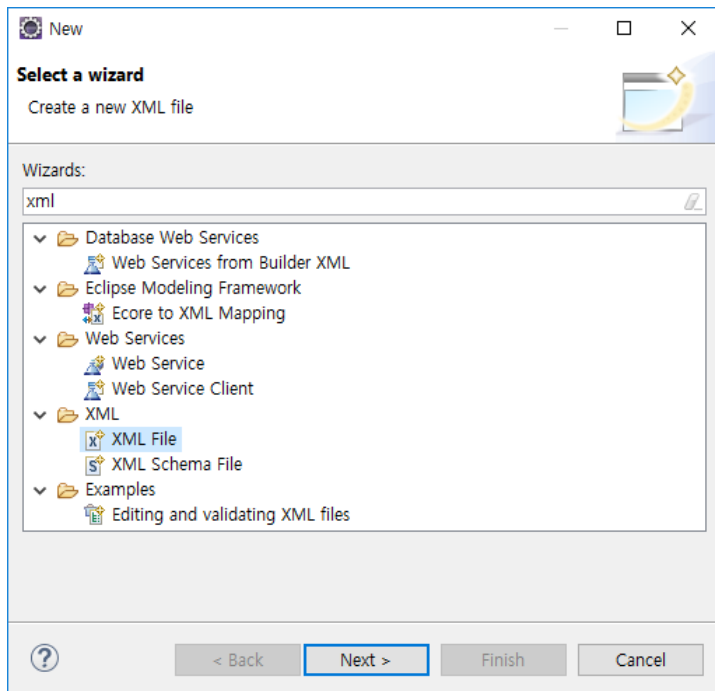 New
Select a wizard
Create a new XML file
Wizards:
xml
Database Web Services
Web Services from Builder XML
Eclipse Modeling Framework
Ecore to XML Mapping
Web Services
Web Service
Web Service Client
XML
XML File
XML Schema File
Examples
Editing and validating XML files
? < Back Next > Finish Cancel